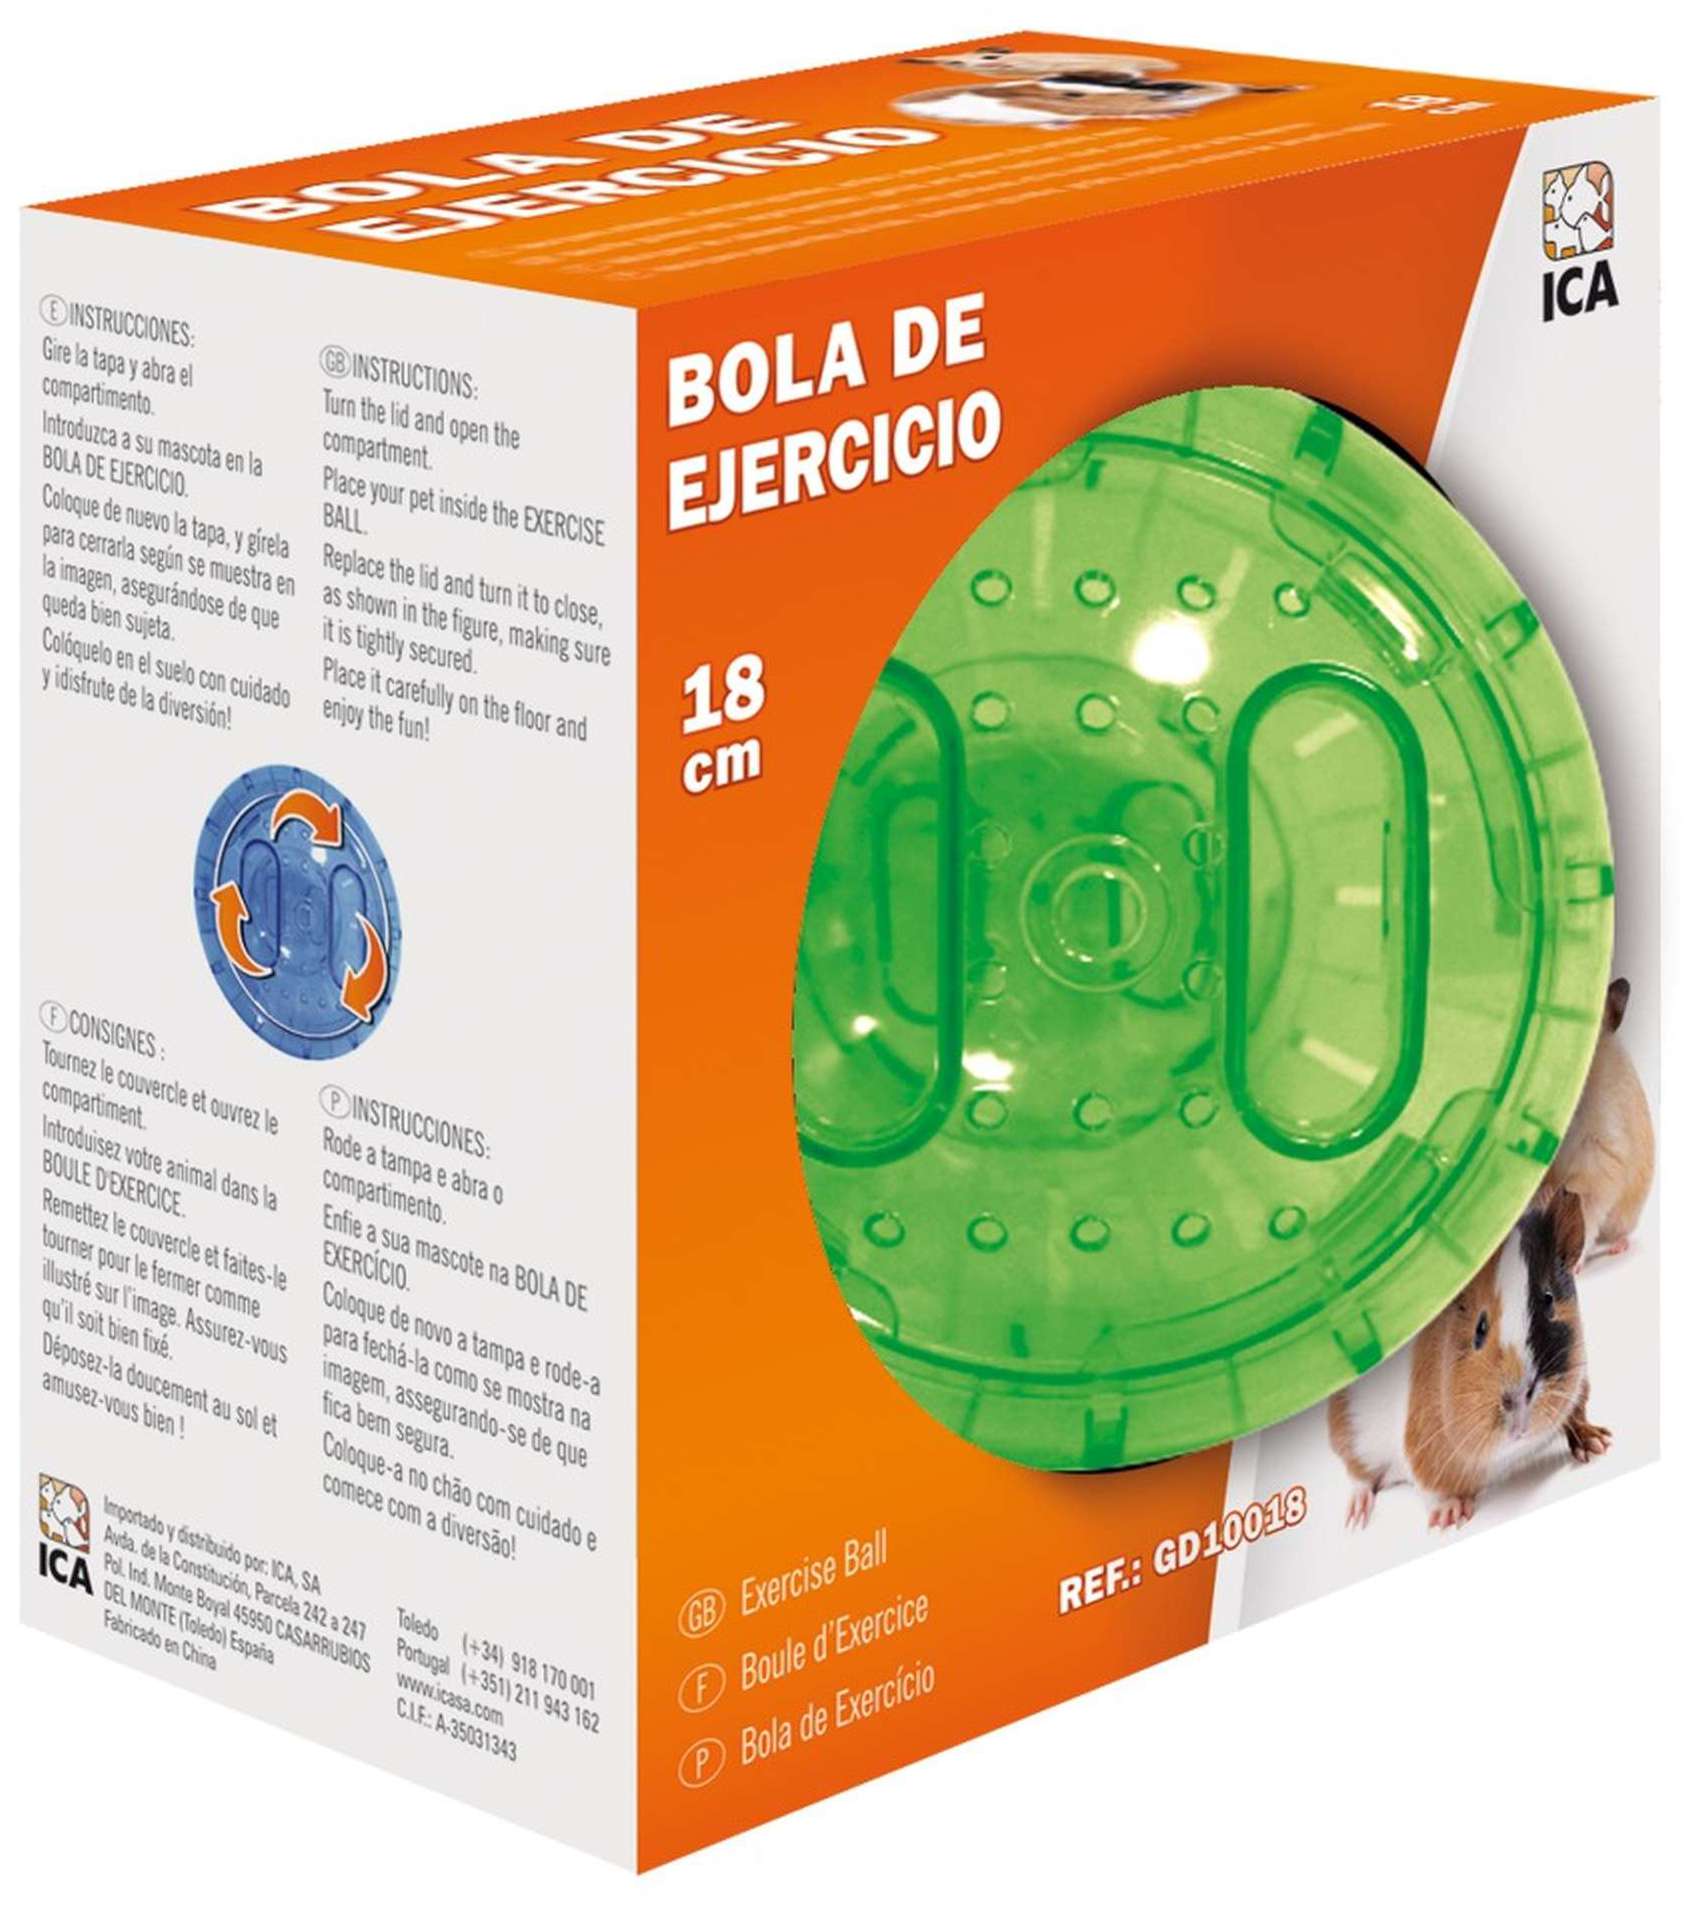 BOLA DE
EJERCICIO
E INSTRUCCIONES:
Gire la tapa y abra el
compartimento.
Introduzca a su mascota en la
BOLA DE EJERCICIO.
Coloque de nuevo la tapa, y gírela
para cerrarla según se muestra en
la imagen, asegurándose de que
queda bien sujeta.
Colóquelo en el suelo con cuidado
y ¡disfrute de la diversión!
GB INSTRUCTIONS:
Turn the lid and open the
compartment.
Place your pet inside the EXERCISE
BALL.
Replace the lid and turn it to close,
as shown in the figure, making sure
it is tightly secured.
Place it carefully on the floor and
enjoy the fun!
F CONSIGNES :
Tournez le couvercle et ouvrez le
compartiment.
Introduisez votre animal dans la
BOULE D'EXERCICE.
Remettez le couvercle et faites-le
tourner pour le fermer comme
illustré sur l'image. Assurez-vous
qu'il soit bien fixé.
Déposez-la doucement au sol et
amusez-vous bien !
P INSTRUCCIONES:
Rode a tampa e abra o
compartimento.
Enfie a sua mascote na BOLA DE
EXERCÍCIO.
Coloque de novo a tampa e rode-a
para fechá-la como se mostra na
imagem, assegurando-se de que
fica bem segura.
Coloque-a no chão com cuidado e
comece com a diversão!
ICA
Importado y distribuido por: ICA, SA
Avda. de la Constitución, Parcela 242 a 247
Pol. Ind. Monte Boyal 45950 CASARRUBIOS
DEL MONTE (Toledo) España
Fabricado en China
Toledo (+34) 918 170 001
Portugal (+351) 211 943 162
www.icasa.com
C.I.F.: A-35031343
ICA
BOLA DE
EJERCICIO
18
cm
GB Exercise Ball
F Boule d'Exercice
P Bola de Exercício
REF.: GD10018